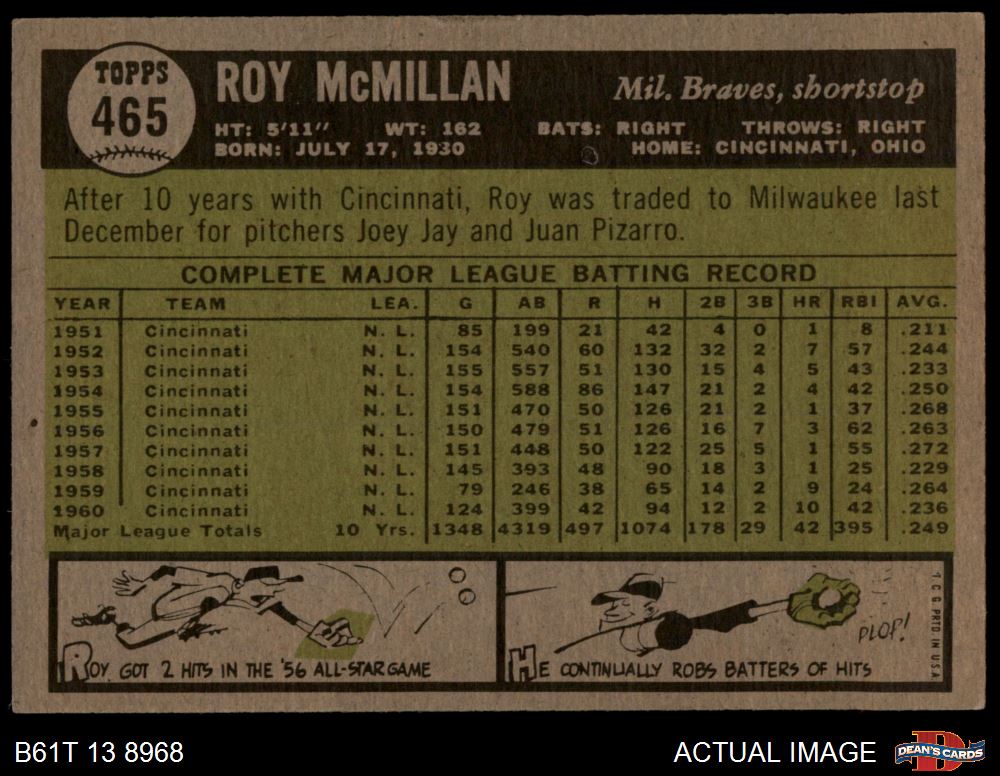 TOPPS
465
ROY McMILLAN
Mil. Braves, shortstop
HT: 5'11" WT: 162 BATS: RIGHT THROWS: RIGHT
BORN: JULY 17, 1930 HOME: CINCINNATI, OHIO
After 10 years with Cincinnati, Roy was traded to Milwaukee last
December for pitchers Joey Jay and Juan Pizarro.
COMPLETE MAJOR LEAGUE BATTING RECORD
YEAR TEAM LEA. G AB R H 2B 3B HR RBI AVG.
1951 Cincinnati N. L. 85 199 21 42 4 0 1 8 .211
1952 Cincinnati N. L. 154 540 60 132 32 2 7 57 .244
1953 Cincinnati N. L. 155 557 51 130 15 4 5 43 .233
1954 Cincinnati N. L. 154 588 86 147 21 2 4 42 .250
1955 Cincinnati N. L. 151 470 50 126 21 2 1 37 .268
1956 Cincinnati N. L. 150 479 51 126 16 7 3 62 .263
1957 Cincinnati N. L. 151 448 50 122 25 5 1 55 .272
1958 Cincinnati N. L. 145 393 48 90 18 3 1 25 .229
1959 Cincinnati N. L. 79 246 38 65 14 2 9 24 .264
1960 Cincinnati N. L. 124 399 42 94 12 2 10 42 .236
Major League Totals 10 Yrs. 1348 4319 497 1074 178 29 42 395 .249
ROY GOT 2 HITS IN THE '56 ALL-STAR GAME
PLOP!
HE CONTINUALLY ROBS BATTERS OF HITS
T. C. G. PRTD. IN U.S.A.
B61T 13 8968
ACTUAL IMAGE
DEAN'S CARDS